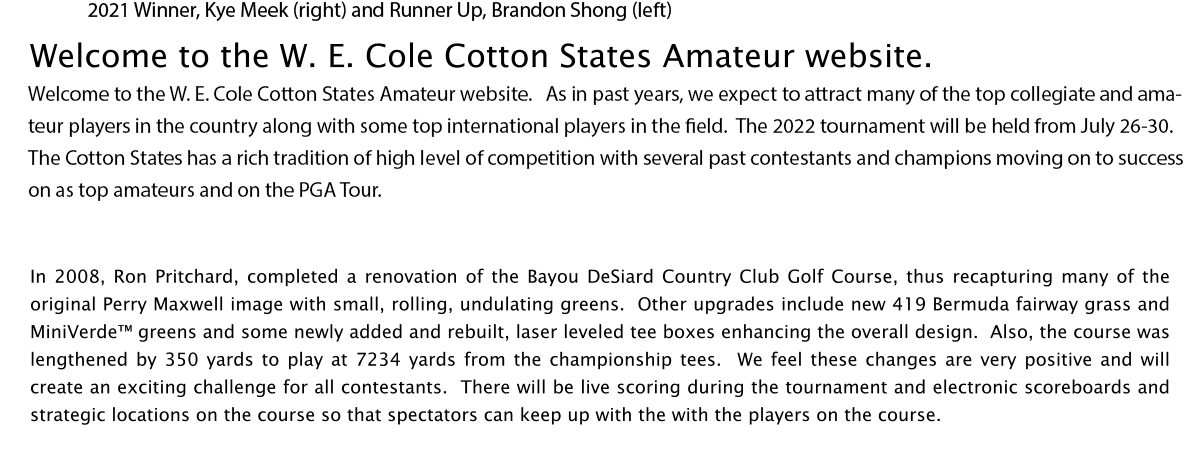 2021 Winner, Kye Meek (right) and Runner Up, Brandon Shong (left)
Welcome to the W. E. Cole Cotton States Amateur website.
Welcome to the W. E. Cole Cotton States Amateur website.   As in past years, we expect to attract many of the top collegiate and ama-
teur players in the country along with some top international players in the field.  The 2022 tournament will be held from July 26-30.
The Cotton States has a rich tradition of high level of competition with several past contestants and champions moving on to success
on as top amateurs and on the PGA Tour.
In 2008, Ron Pritchard, completed a renovation of the Bayou DeSiard Country Club Golf Course, thus recapturing many of the
original Perry Maxwell image with small, rolling, undulating greens.  Other upgrades include new 419 Bermuda fairway grass and
MiniVerde™ greens and some newly added and rebuilt, laser leveled tee boxes enhancing the overall design.  Also, the course was
lengthened by 350 yards to play at 7234 yards from the championship tees.  We feel these changes are very positive and will
create an exciting challenge for all contestants.  There will be live scoring during the tournament and electronic scoreboards and
strategic locations on the course so that spectators can keep up with the with the players on the course.